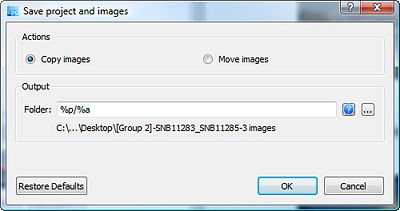 Save project and images
Actions
Copy images Move images
Output
Folder: %p/%a ? ...
C:\...\Desktop\[Group 2]-SNB11283_SNB11285-3 images
Restore Defaults OK Cancel